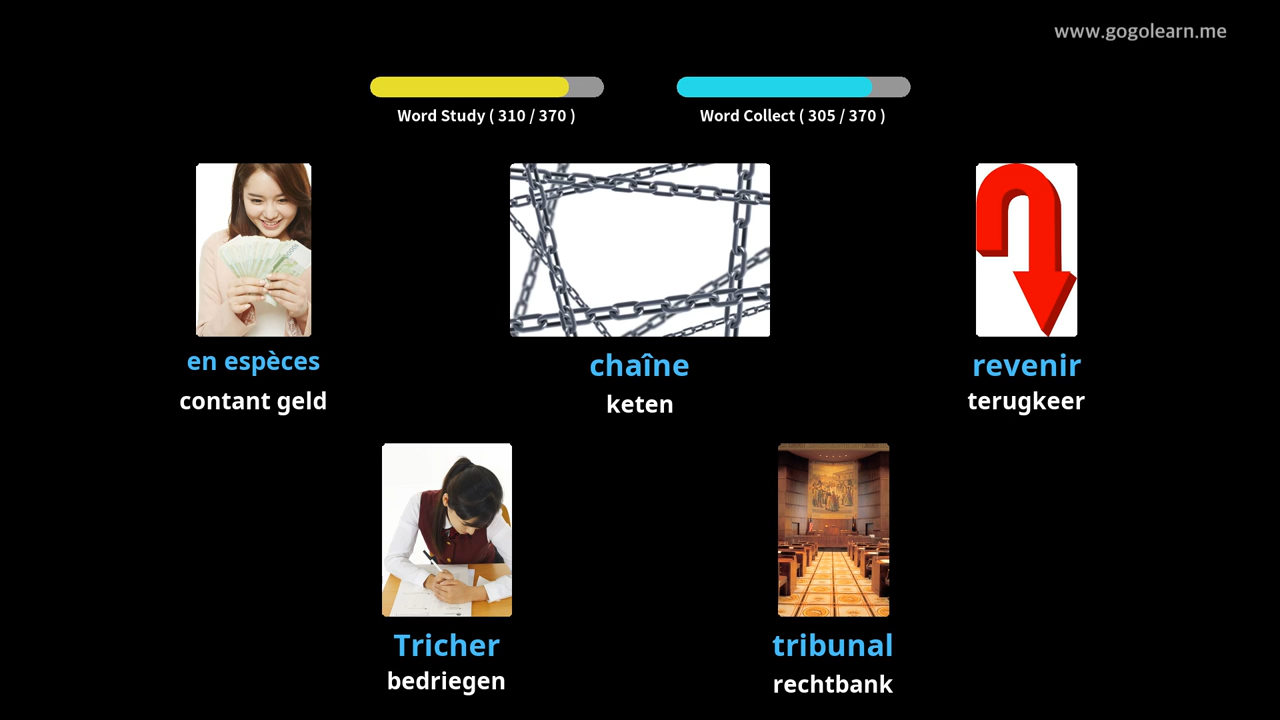 www.gogolearn.me
Word Study ( 310 / 370 )
Word Collect ( 305 / 370 )
en espèces
contant geld
chaîne
keten
revenir
terugkeer
Tricher
bedriegen
tribunal
rechtbank